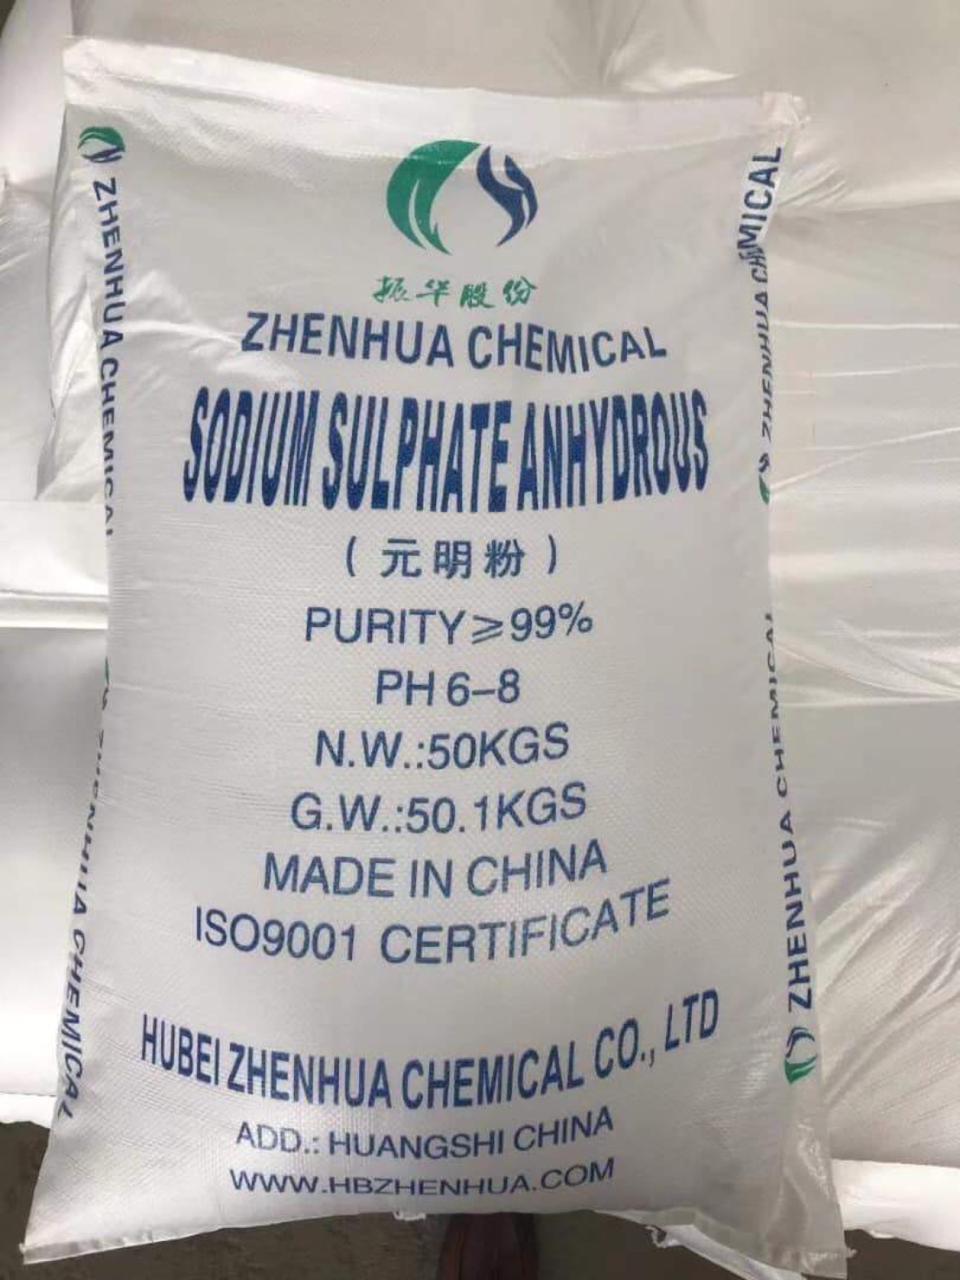 振华股份
ZHENHUA CHEMICAL
SODIUM SULPHATE ANHYDROUS
(元明粉)
PURITY≥99%
PH 6-8
N.W.:50KGS
G.W.:50.1KGS
MADE IN CHINA
ISO9001 CERTIFICATE
HUBEI ZHENHUA CHEMICAL CO., LTD
ADD.: HUANGSHI CHINA
WWW.HBZHENHUA.COM
ZHENHUA CHEMICAL
ZHENHUA CHEMICAL
MICAL
ZHENHUA CH
ZHENHUA CHEMICAL